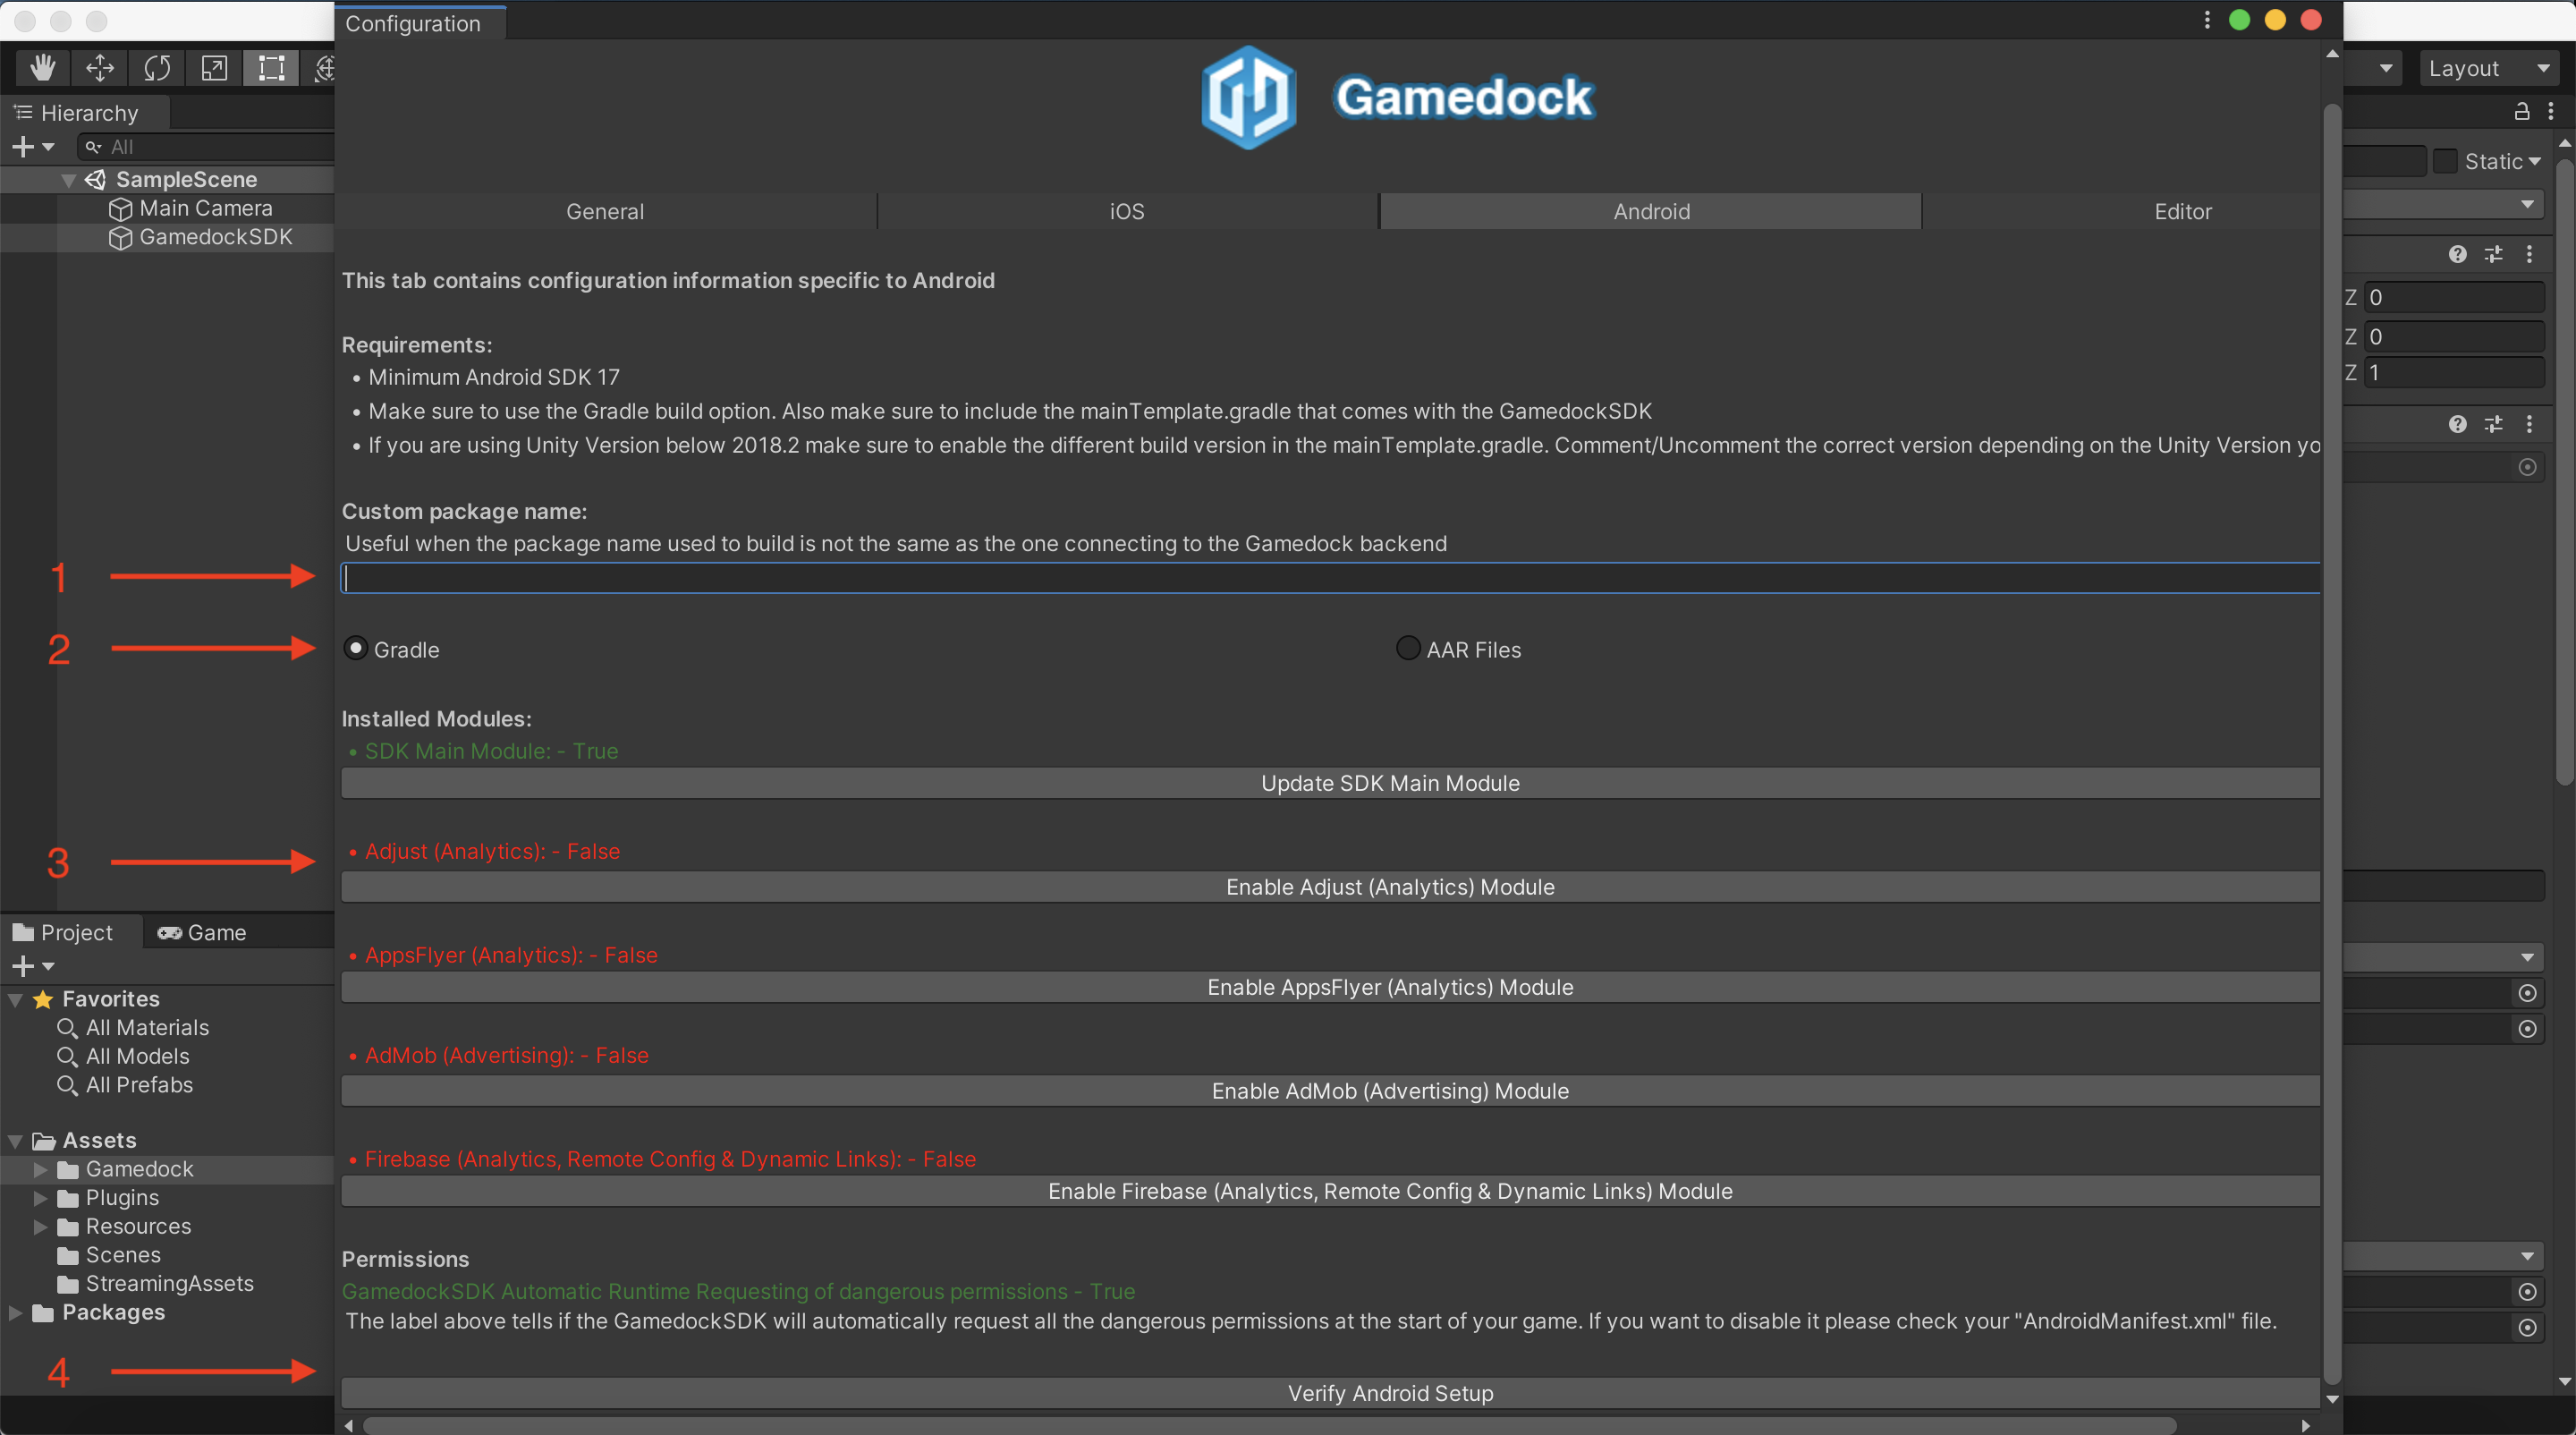 Configuration
Layout
Gamedock
Hierarchy
All
Static
SampleScene
Main Camera
GamedockSDK
General
iOS
Android
Editor
This tab contains configuration information specific to Android
Z 0
Z 0
Z 1
Requirements:
• Minimum Android SDK 17
• Make sure to use the Gradle build option. Also make sure to include the mainTemplate.gradle that comes with the GamedockSDK
• If you are using Unity Version below 2018.2 make sure to enable the different build version in the mainTemplate.gradle. Comment/Uncomment the correct version depending on the Unity Version yo
Custom package name:
Useful when the package name used to build is not the same as the one connecting to the Gamedock backend
1
2
Gradle
AAR Files
Installed Modules:
• SDK Main Module: - True
Update SDK Main Module
3
• Adjust (Analytics): - False
Enable Adjust (Analytics) Module
Project
Game
• AppsFlyer (Analytics): - False
Enable AppsFlyer (Analytics) Module
Favorites
All Materials
All Models
All Prefabs
• AdMob (Advertising): - False
Enable AdMob (Advertising) Module
Assets
Gamedock
Plugins
Resources
Scenes
StreamingAssets
Packages
• Firebase (Analytics, Remote Config & Dynamic Links): - False
Enable Firebase (Analytics, Remote Config & Dynamic Links) Module
Permissions
GamedockSDK Automatic Runtime Requesting of dangerous permissions - True
The label above tells if the GamedockSDK will automatically request all the dangerous permissions at the start of your game. If you want to disable it please check your "AndroidManifest.xml" file.
4
Verify Android Setup